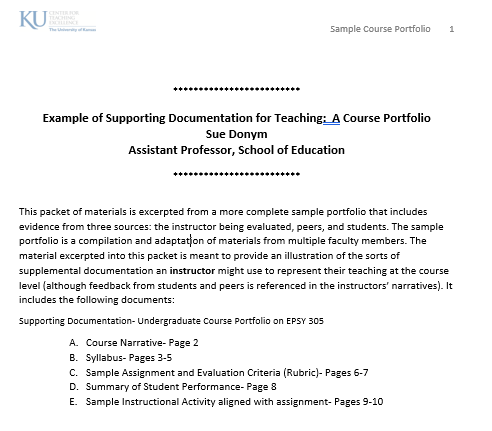 KU CENTER FOR
TEACHING
EXCELLENCE
The University of Kansas
Sample Course Portfolio 1
**************************
Example of Supporting Documentation for Teaching:  A Course Portfolio
Sue Donym
Assistant Professor, School of Education
**************************
This packet of materials is excerpted from a more complete sample portfolio that includes
evidence from three sources: the instructor being evaluated, peers, and students. The sample
portfolio is a compilation and adaptation of materials from multiple faculty members. The
material excerpted into this packet is meant to provide an illustration of the sorts of
supplemental documentation an instructor might use to represent their teaching at the course
level (although feedback from students and peers is referenced in the instructors' narratives). It
includes the following documents:
Supporting Documentation- Undergraduate Course Portfolio on EPSY 305
A. Course Narrative- Page 2
B. Syllabus- Pages 3-5
C. Sample Assignment and Evaluation Criteria (Rubric)- Pages 6-7
D. Summary of Student Performance- Page 8
E. Sample Instructional Activity aligned with assignment- Pages 9-10